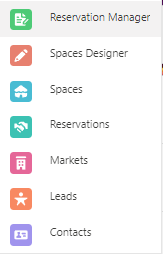 Reservation Manager
Spaces Designer
Spaces
Reservations
Markets
Leads
Contacts